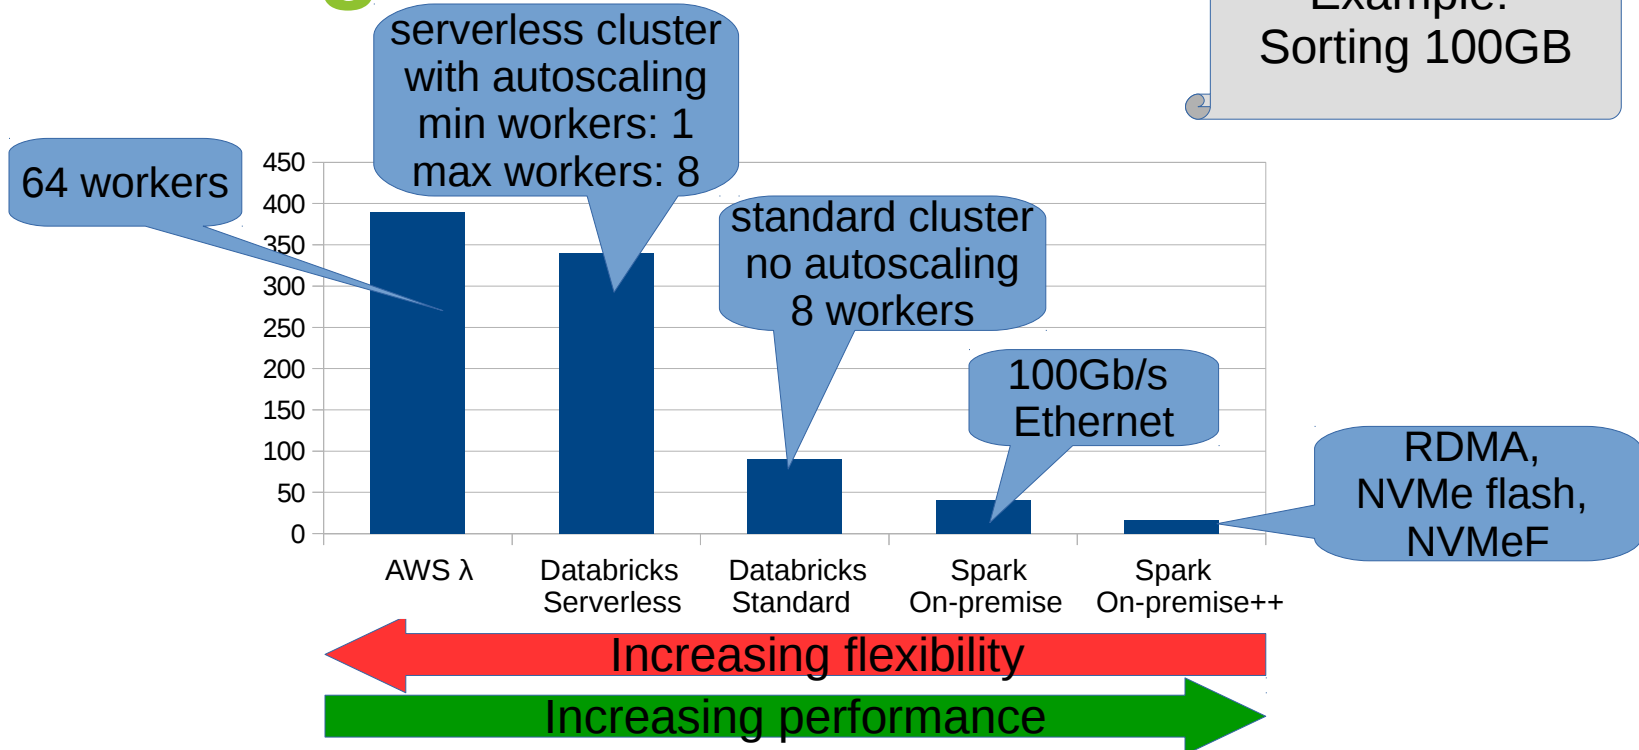 Example:
Sorting 100GB
serverless cluster
with autoscaling
min workers: 1
max workers: 8
64 workers
standard cluster
no autoscaling
8 workers
100Gb/s
Ethernet
RDMA,
NVMe flash,
NVMeF
450
400
350
300
250
200
150
100
50
0
AWS λ
Databricks
Serverless
Databricks
Standard
Spark
On-premise
Spark
On-premise++
Increasing flexibility
Increasing performance